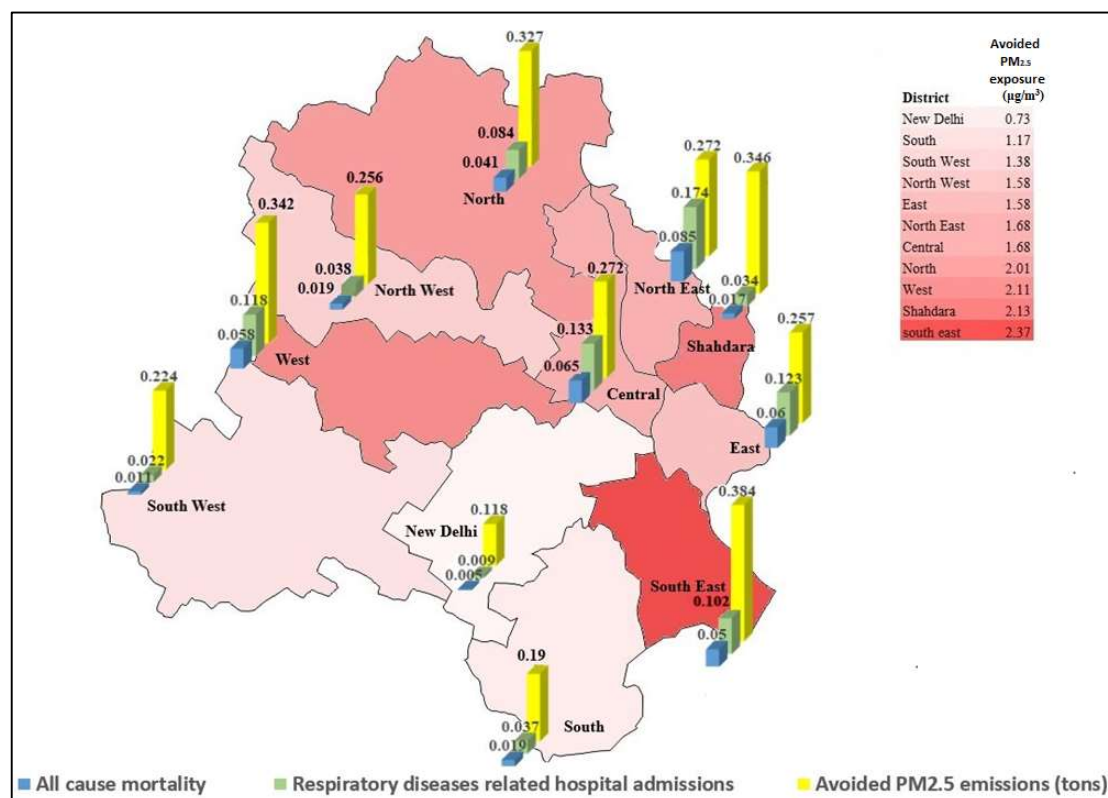 0.327
0.084
0.041
North
0.272
0.174
0.085
North East
0.346
0.034
0.017
Shahdara
0.256
0.038
0.019
North West
0.342
0.118
0.058
West
0.272
0.133
0.065
Central
0.257
0.123
0.06
East
0.224
0.022
0.011
South West
0.118
0.009
0.005
New Delhi
0.384
South East
0.102
0.05
0.19
0.037
0.019
South
Avoided
PM2.5
exposure
District (µg/m³)
New Delhi 0.73
South 1.17
South West 1.38
North West 1.58
East 1.58
North East 1.68
Central 1.68
North 2.01
West 2.11
Shahdara 2.13
south east 2.37
All cause mortality Respiratory diseases related hospital admissions Avoided PM2.5 emissions (tons)